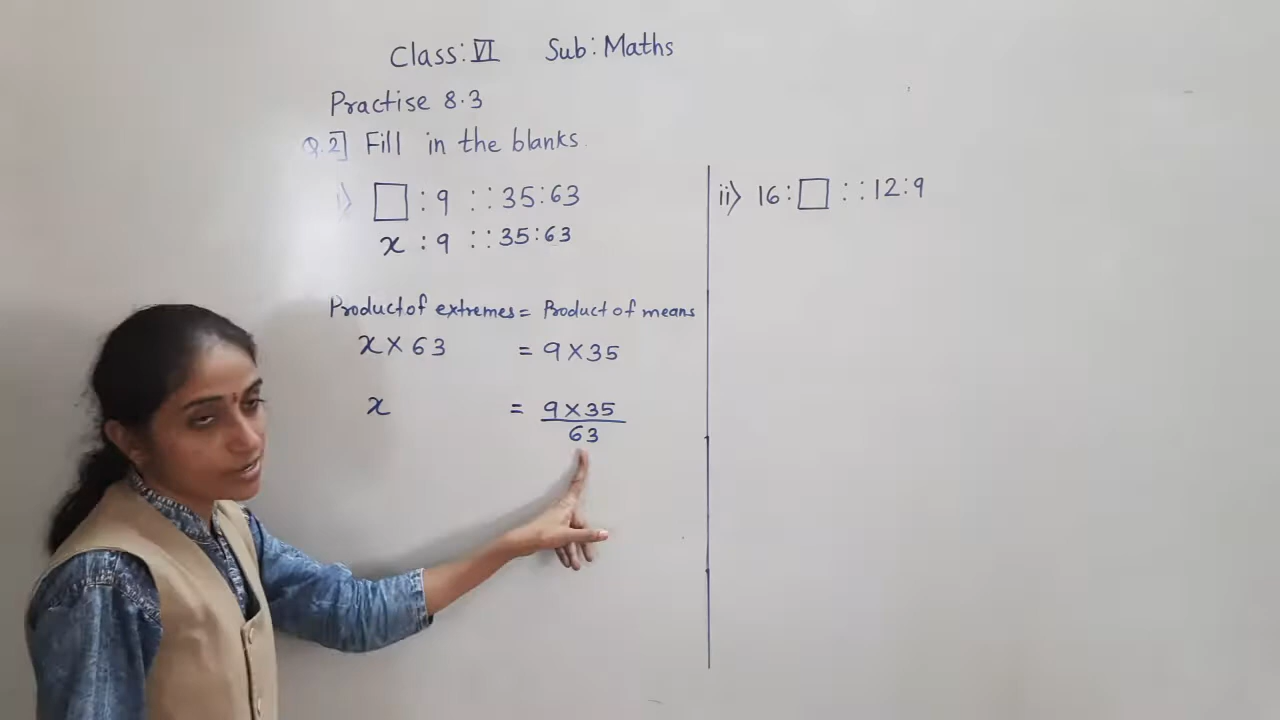 Class: VI Sub: Maths
Practise 8.3
Q.2] Fill in the blanks.
i) □ : 9 :: 35:63
x : 9 :: 35:63
Product of extremes = Product of means
x × 63 = 9 × 35
x = 9 × 35
63
ii) 16: □ :: 12:9